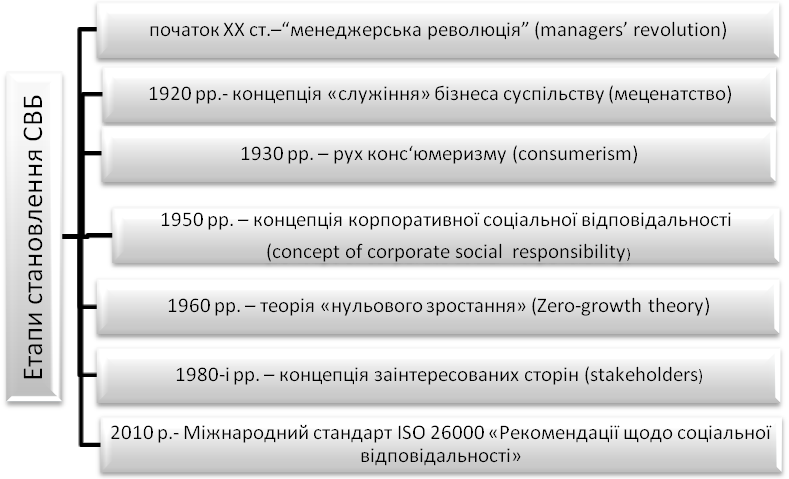 Етапи становлення СВБ
початок ХХ ст.–“менеджерська революція” (managers’ revolution)
1920 рр.- концепція «служіння» бізнеса суспільству (меценатство)
1930 рр. – рух конс‘юмеризму (consumerism)
1950 рр. – концепція корпоративної соціальної відповідальності
(concept of corporate social responsibility)
1960 рр. – теорія «нульового зростання» (Zero-growth theory)
1980-і рр. – концепція заінтересованих сторін (stakeholders)
2010 р.- Міжнародний стандарт ISO 26000 «Рекомендації щодо соціальної
відповідальності»